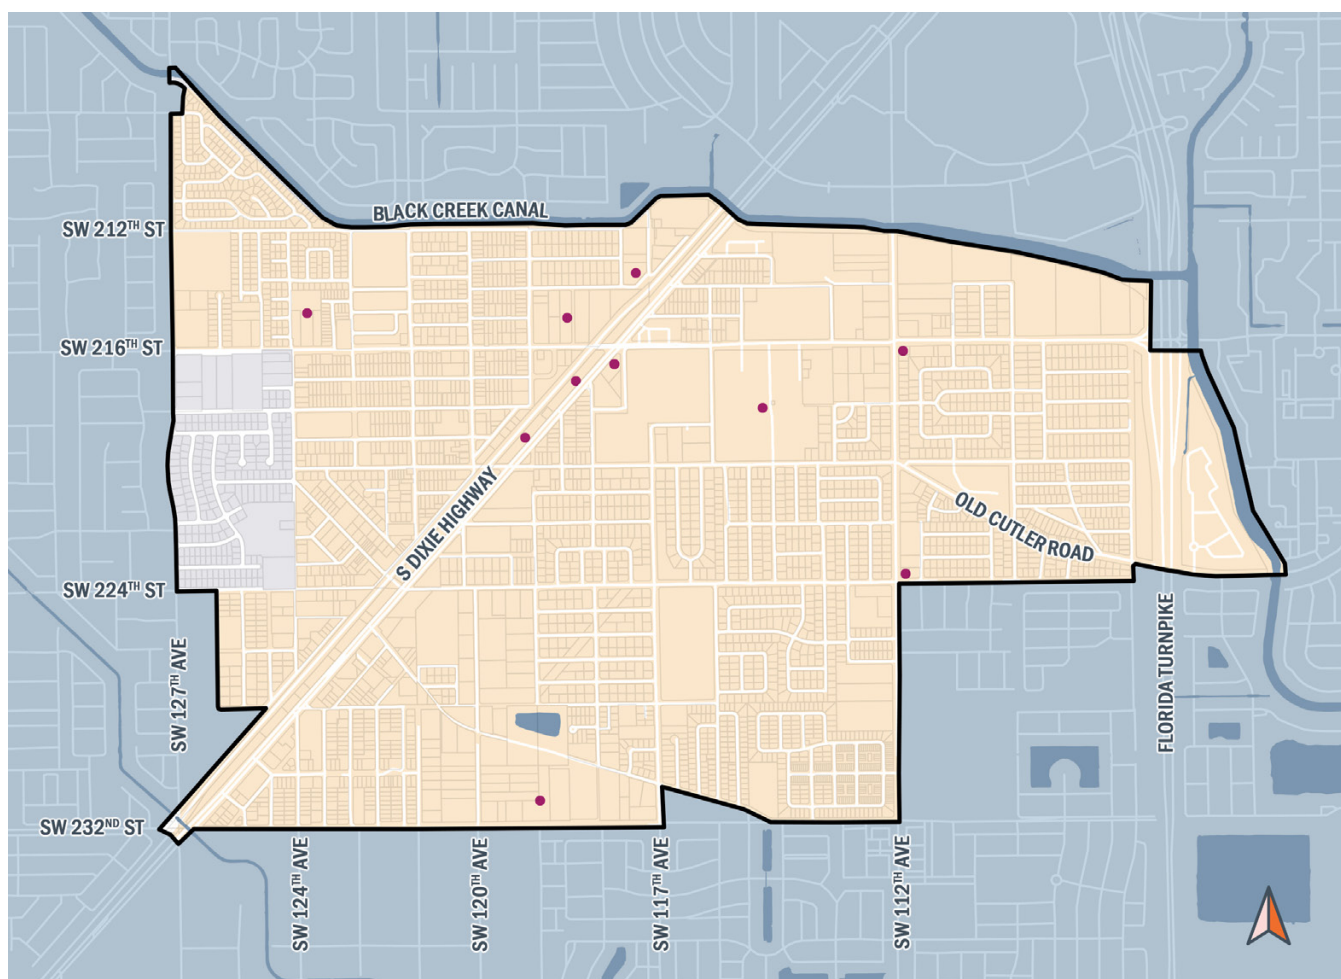 BLACK CREEK CANAL
SW 212TH ST
SW 216TH ST
S DIXIE HIGHWAY
OLD CUTLER ROAD
SW 224TH ST
SW 127TH AVE
FLORIDA TURNPIKE
SW 232ND ST
SW 124TH AVE
SW 120TH AVE
SW 117TH AVE
SW 112TH AVE